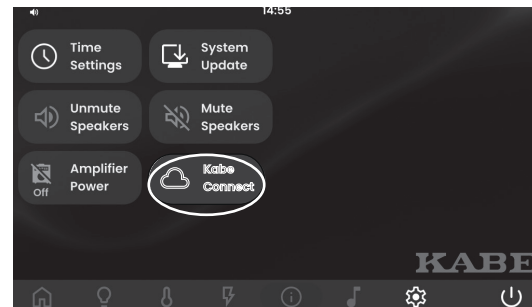 14:55
Time
Settings
System
Update
Unmute
Speakers
Mute
Speakers
Off
Amplifier
Power
Kabe
Connect
KABE